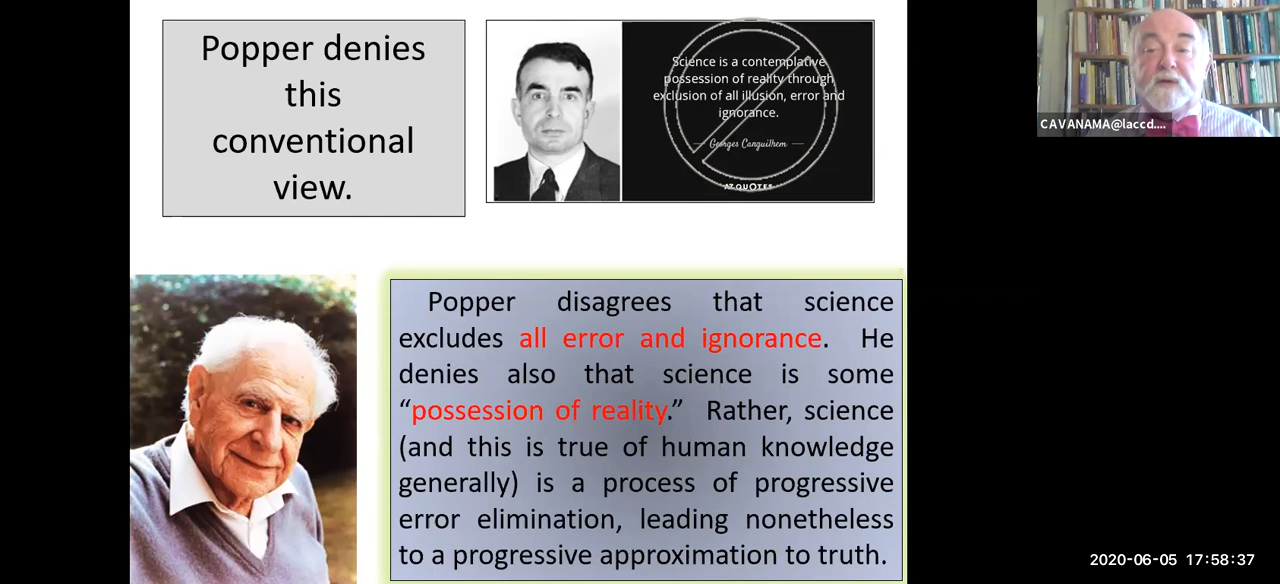 Popper denies
this
conventional
view.
Science is a contemplative
possession of reality through
exclusion of all illusion, error and
ignorance.
— Georges Canguilhem —
AZ QUOTES
CAVANAMA@laccd....
Popper disagrees that science
excludes all error and ignorance. He
denies also that science is some
“possession of reality.” Rather, science
(and this is true of human knowledge
generally) is a process of progressive
error elimination, leading nonetheless
to a progressive approximation to truth.
2020-06-05 17:58:37